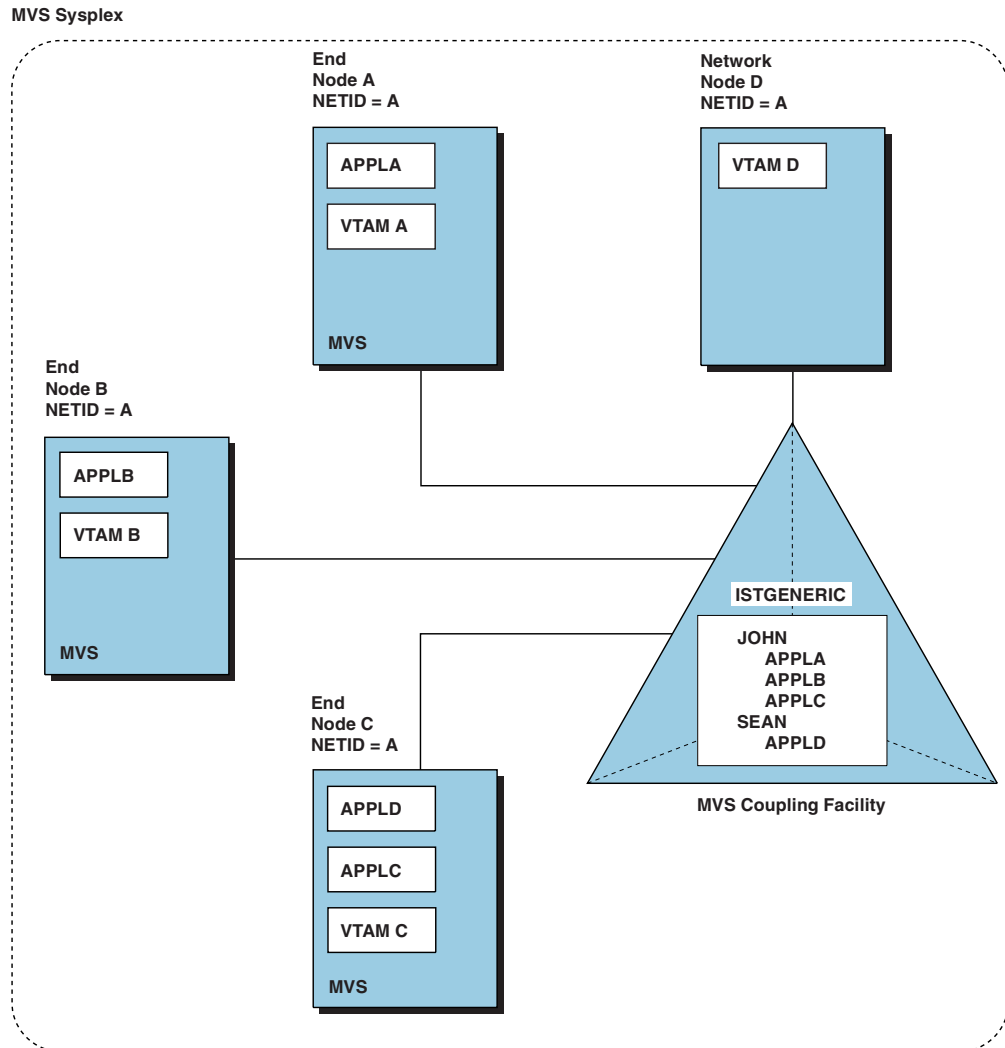 MVS Sysplex
End
Node A
NETID = A
APPLA
VTAM A
MVS
Network
Node D
NETID = A
VTAM D
End
Node B
NETID = A
APPLB
VTAM B
MVS
ISTGENERIC
JOHN
APPLA
APPLB
APPLC
SEAN
APPLD
MVS Coupling Facility
End
Node C
NETID = A
APPLD
APPLC
VTAM C
MVS